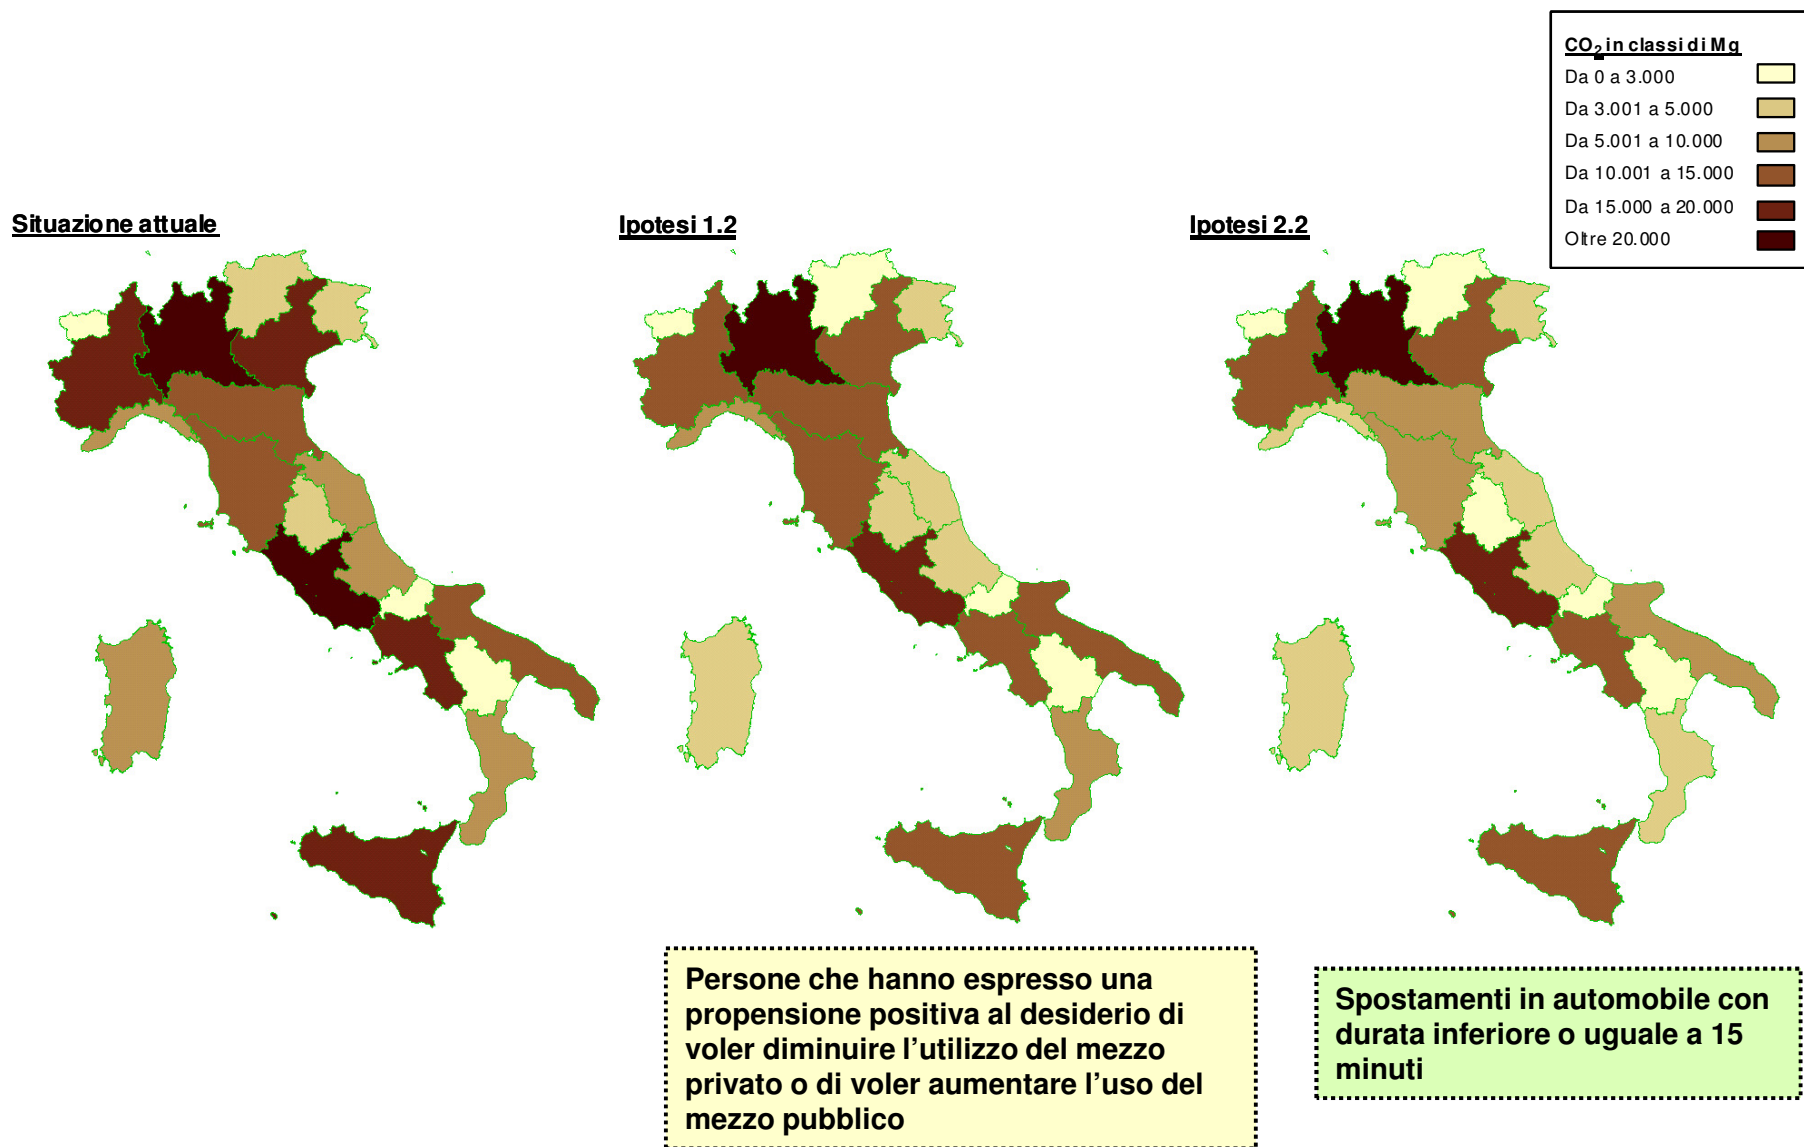 CO2 in classi di Mg
Da 0 a 3.000
Da 3.001 a 5.000
Da 5.001 a 10.000
Da 10.001 a 15.000
Da 15.000 a 20.000
Oltre 20.000
Situazione attuale
Ipotesi 1.2
Ipotesi 2.2
Persone che hanno espresso una
propensione positiva al desiderio di
voler diminuire l’utilizzo del mezzo
privato o di voler aumentare l’uso del
mezzo pubblico
Spostamenti in automobile con
durata inferiore o uguale a 15
minuti